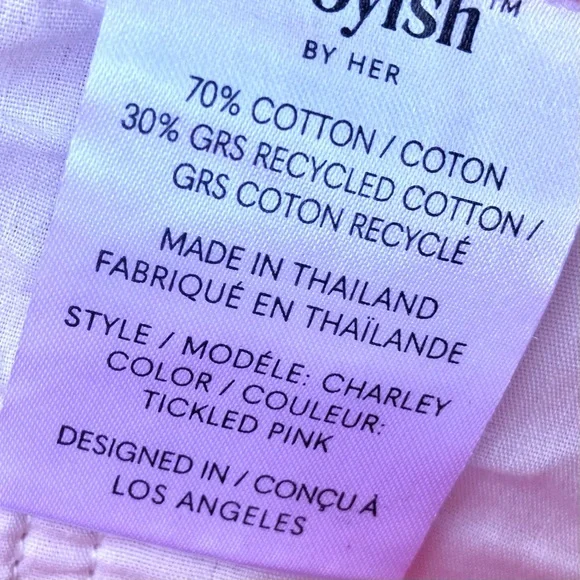 BY HER
70% COTTON / COTON
30% GRS RECYCLED COTTON /
GRS COTON RECYCLÉ
MADE IN THAILAND
FABRIQUÉ EN THAÏLANDE
STYLE / MODÉLE: CHARLEY
COLOR / COULEUR:
TICKLED PINK
DESIGNED IN / CONÇU À
LOS ANGELES